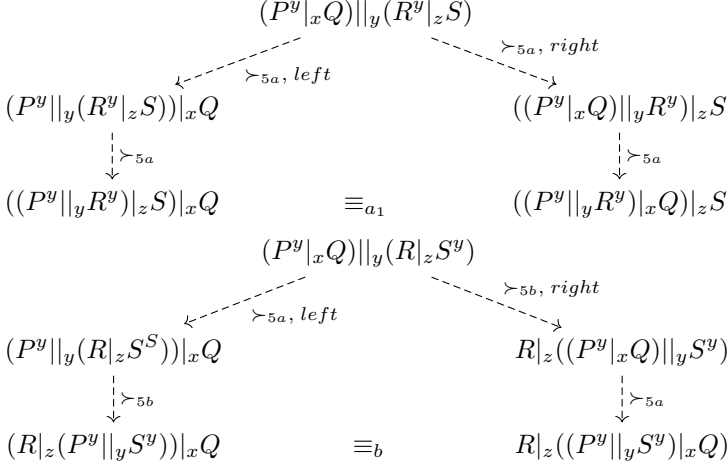 (P^y|_xQ)||_y(R^y|_zS)
≻_{5a}, left ≻_{5a}, right
(P^y||_y(R^y|_zS))|_xQ ((P^y|_xQ)||_yR^y)|_zS
≻_{5a} ≻_{5a}
((P^y||_yR^y)|_zS)|_xQ ≡_{a_1} ((P^y||_yR^y)|_xQ)|_zS
(P^y|_xQ)||_y(R|_zS^y)
≻_{5a}, left ≻_{5b}, right
(P^y||_y(R|_zS^S))|_xQ R|_z((P^y|_xQ)||_yS^y)
≻_{5b} ≻_{5a}
(R|_z(P^y||_yS^y))|_xQ ≡_b R|_z((P^y||_yS^y)|_xQ)